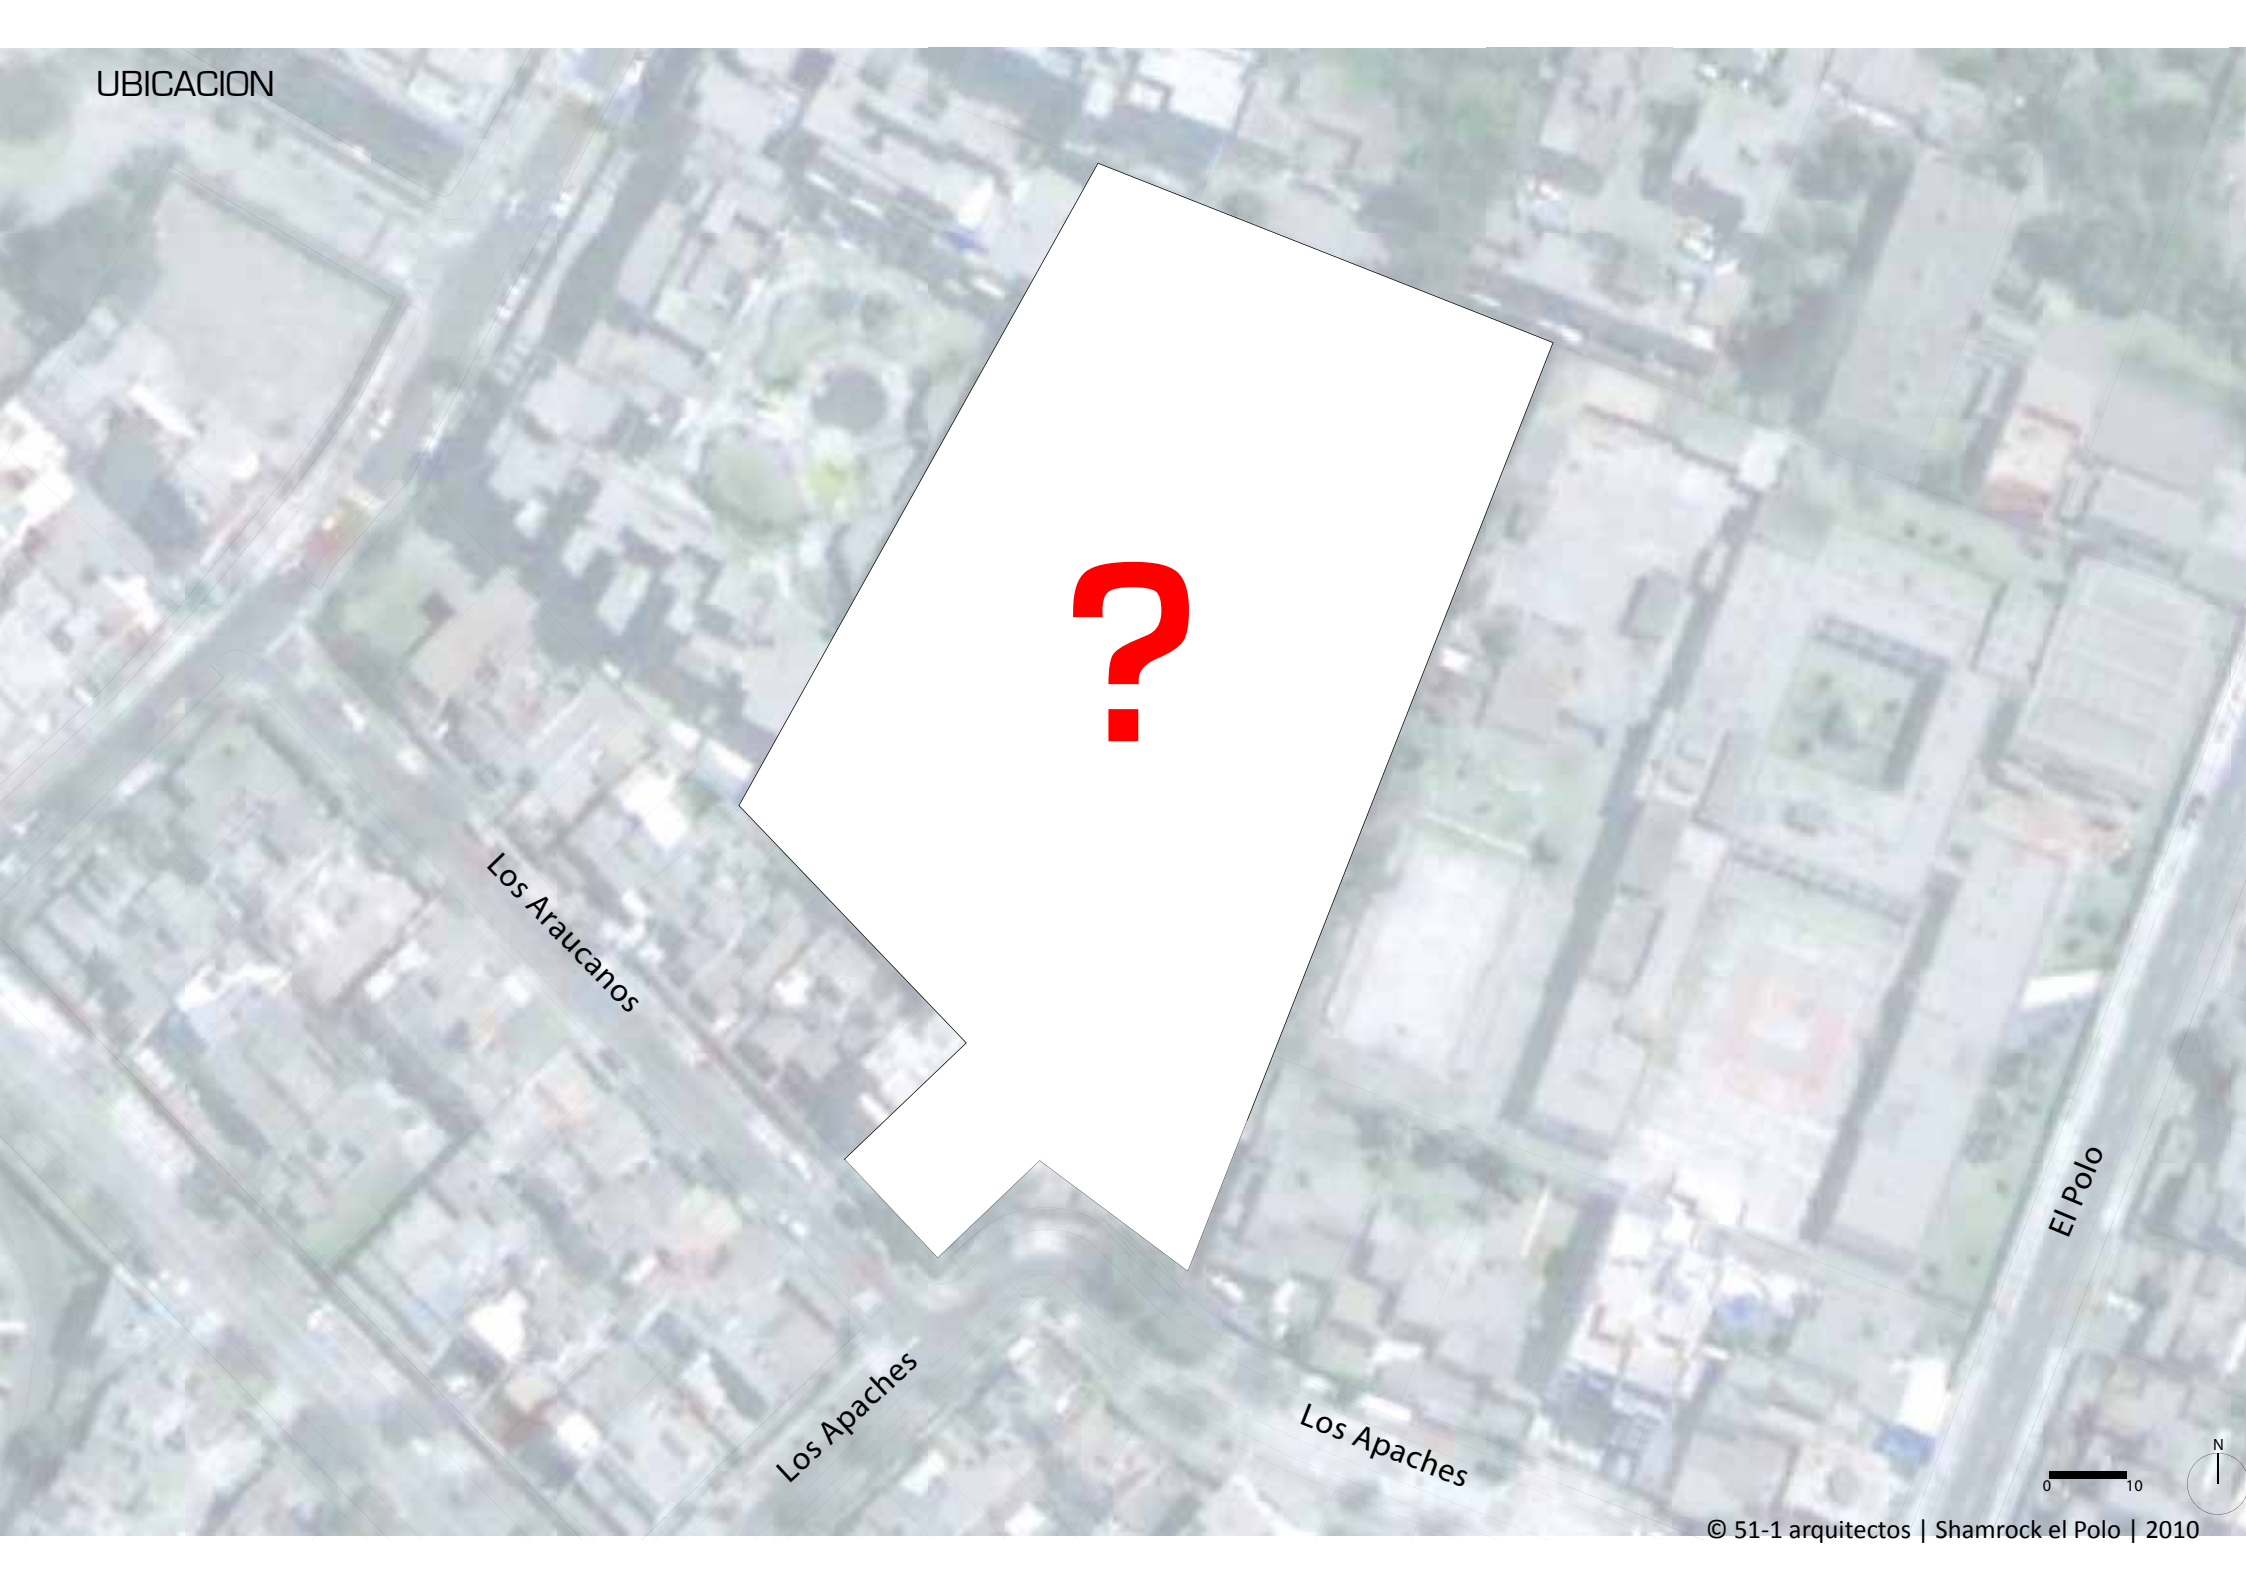 UBICACION
?
Los Araucanos
El Polo
Los Apaches
Los Apaches
N
0 10
© 51-1 arquitectos | Shamrock el Polo | 2010